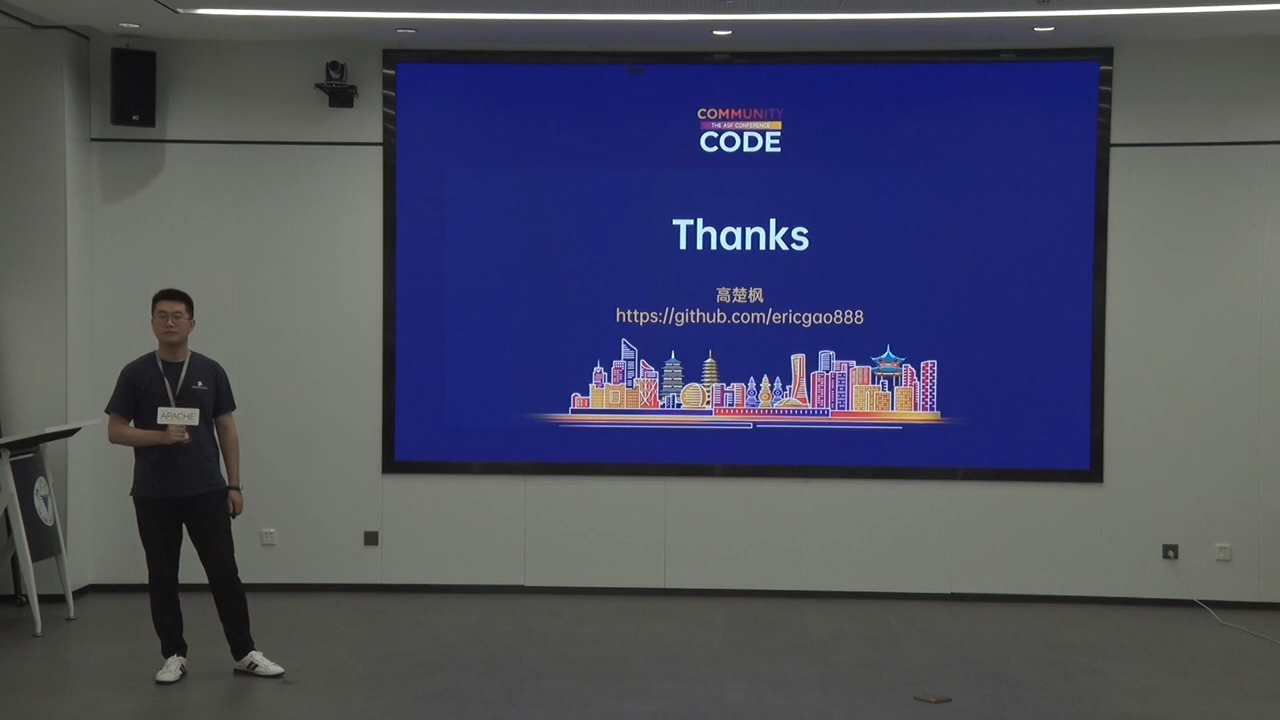 COMMUNITY
THE ASF CONFERENCE
CODE
Thanks
高楚枫
https://github.com/ericgao888
APACHE